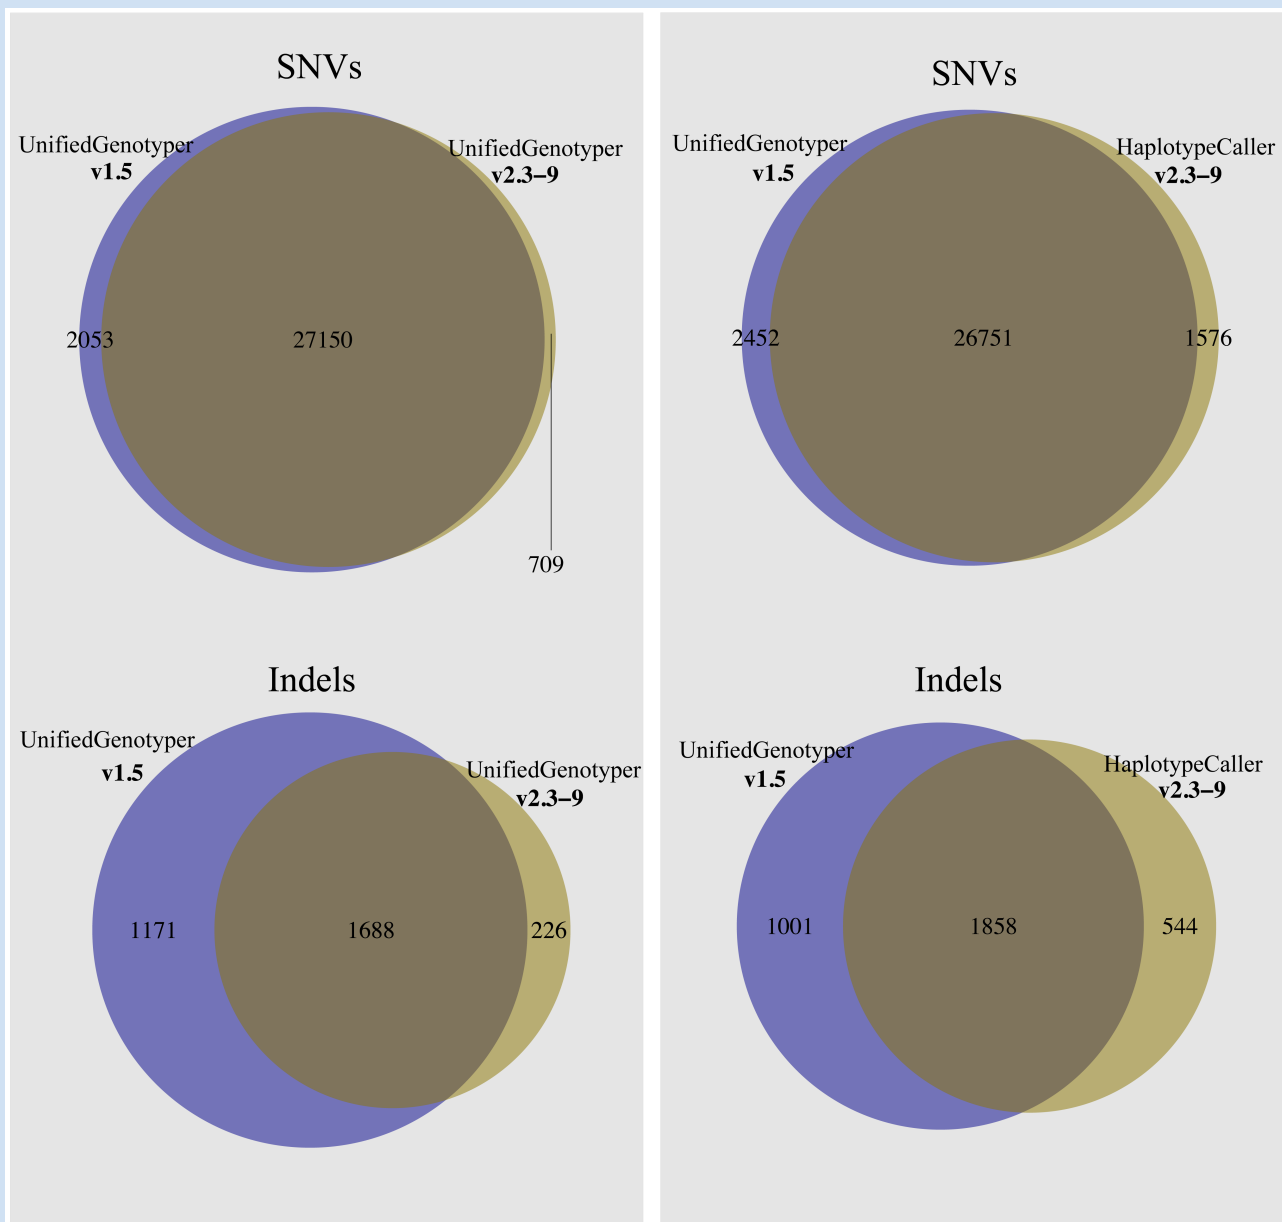 SNVs
UnifiedGenotyper
v1.5
UnifiedGenotyper
v2.3–9
2053
27150
709
Indels
UnifiedGenotyper
v1.5
UnifiedGenotyper
v2.3–9
1171
1688
226
SNVs
UnifiedGenotyper
v1.5
HaplotypeCaller
v2.3–9
2452
26751
1576
Indels
UnifiedGenotyper
v1.5
HaplotypeCaller
v2.3–9
1001
1858
544